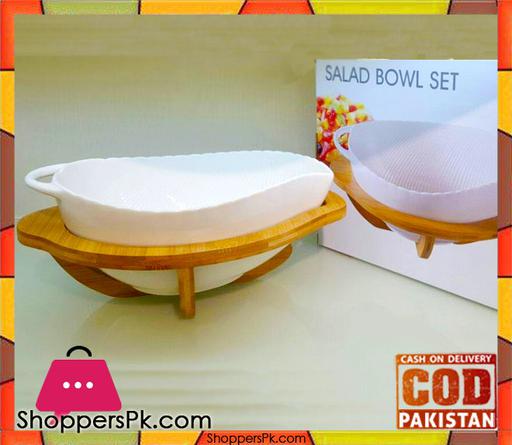 SALAD BOWL SET
CASH ON DELIVERY
COD
PAKISTAN
ShoppersPk.com
ShoppersPk.com